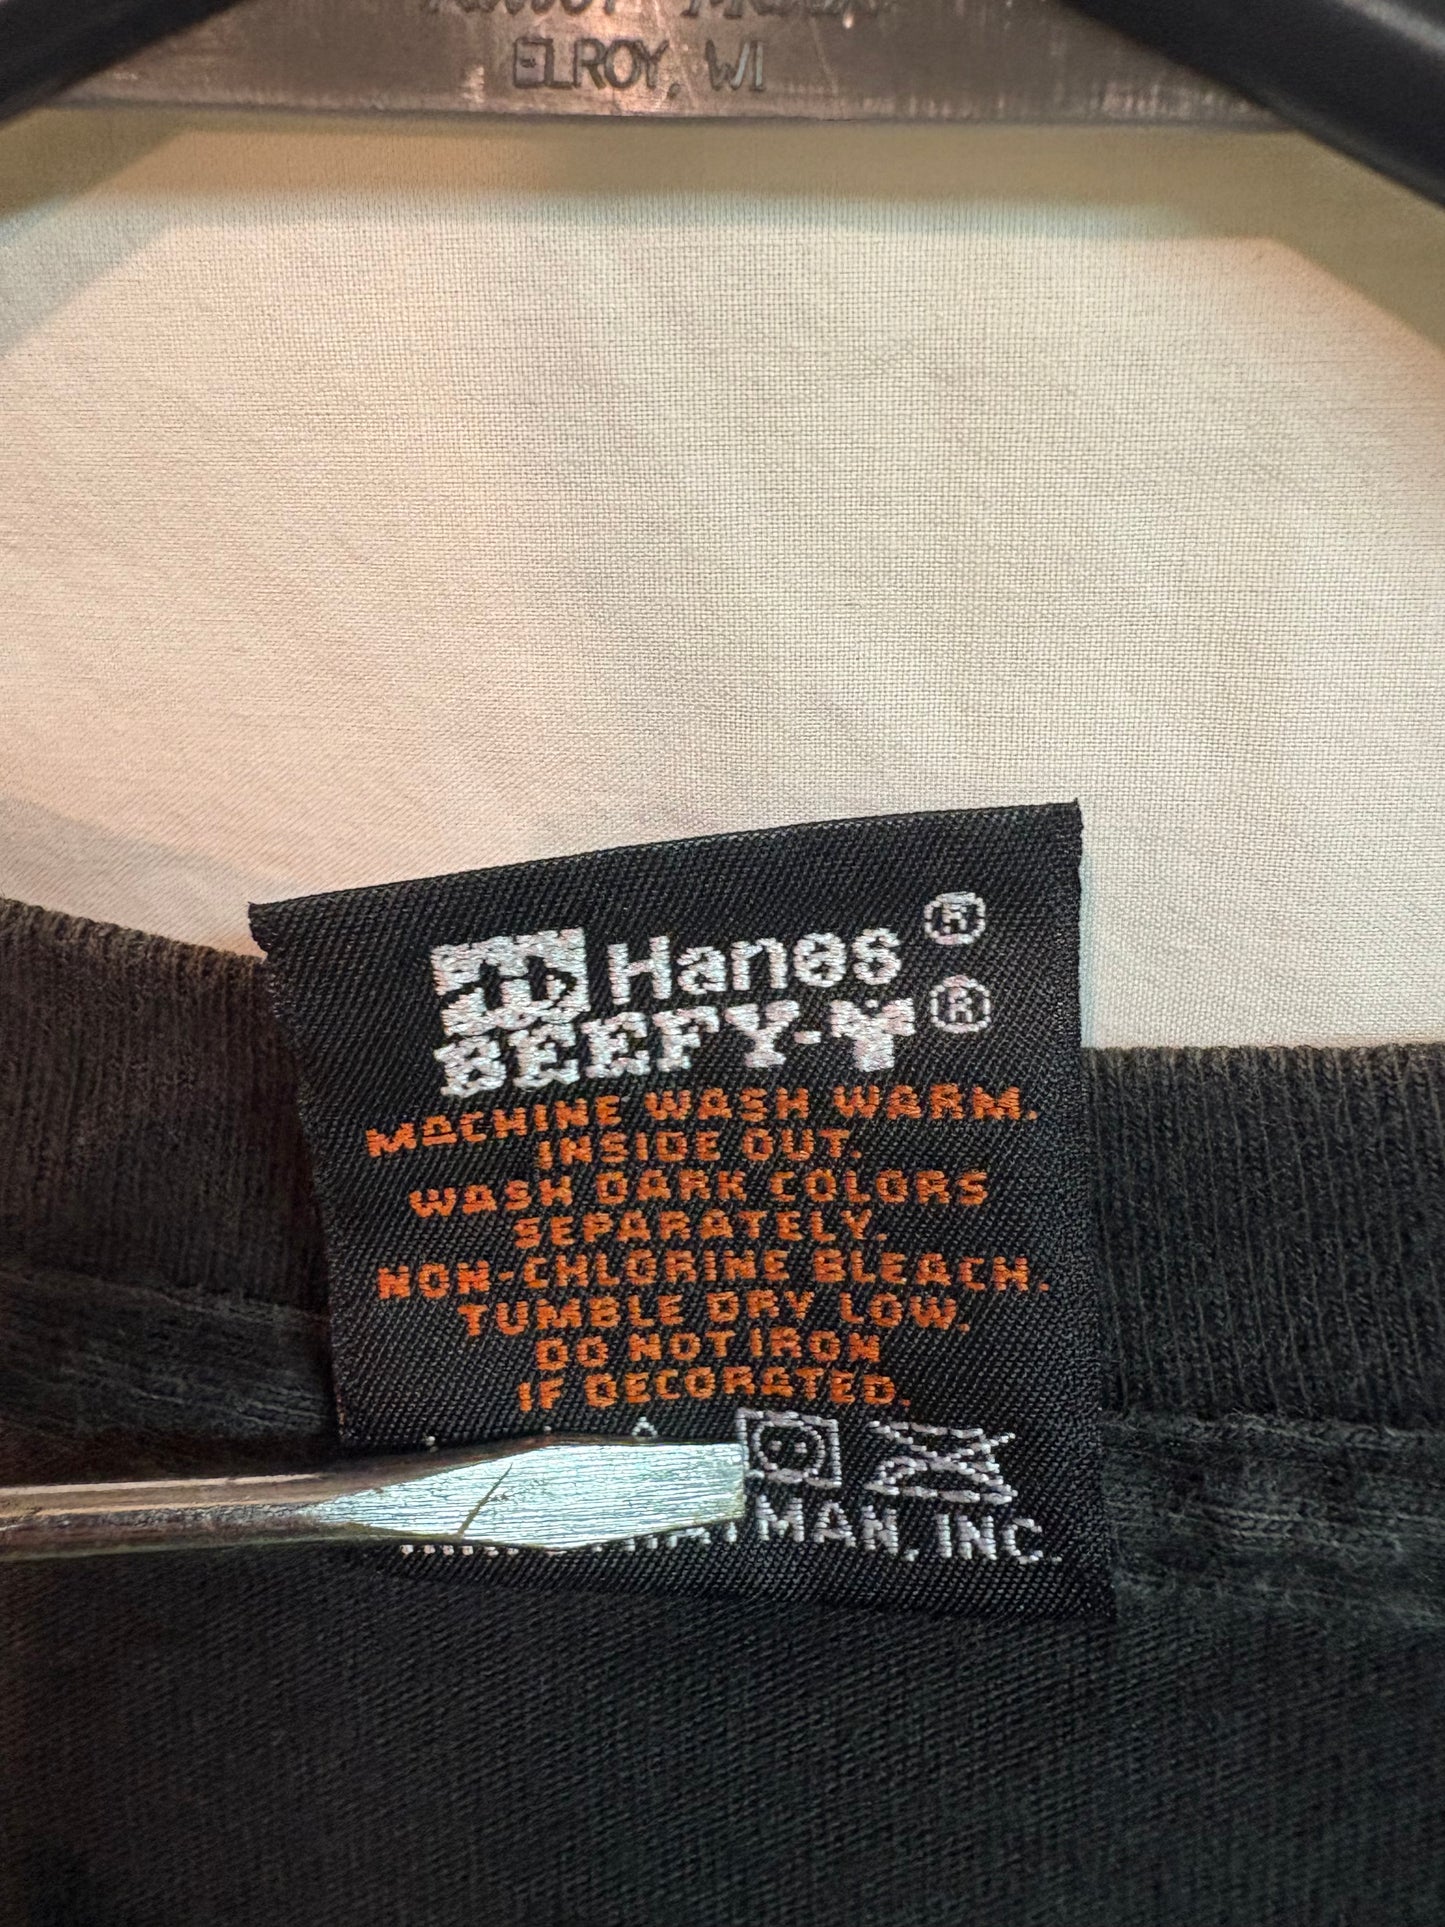 ELROY, WI
Hanes ®
BEEFY-T ®
MACHINE WASH WARM.
INSIDE OUT.
WASH DARK COLORS
SEPARATELY.
NON-CHLORINE BLEACH.
TUMBLE DRY LOW.
DO NOT IRON
IF DECORATED.
MAN, INC.